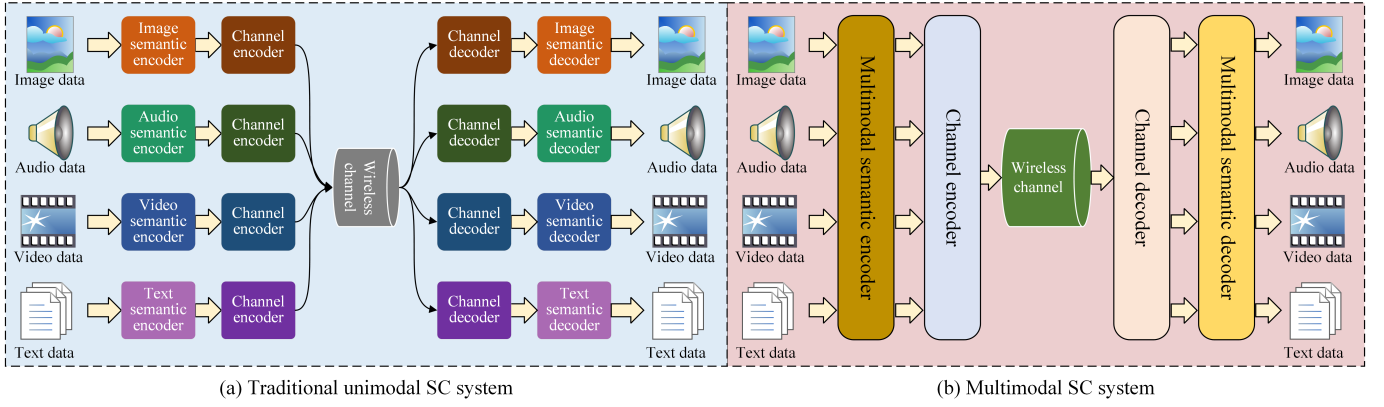 Image data
Image
semantic
encoder
Channel
encoder
Channel
decoder
Image
semantic
decoder
Image data
Audio data
Audio
semantic
encoder
Channel
encoder
Channel
decoder
Audio
semantic
decoder
Audio data
Wireless
channel
Video data
Video
semantic
encoder
Channel
encoder
Channel
decoder
Video
semantic
decoder
Video data
Text data
Text
semantic
encoder
Channel
encoder
Channel
decoder
Text
semantic
decoder
Text data
(a) Traditional unimodal SC system
Image data
Audio data
Video data
Text data
Multimodal semantic encoder
Channel encoder
Wireless
channel
Channel decoder
Multimodal semantic decoder
Image data
Audio data
Video data
Text data
(b) Multimodal SC system